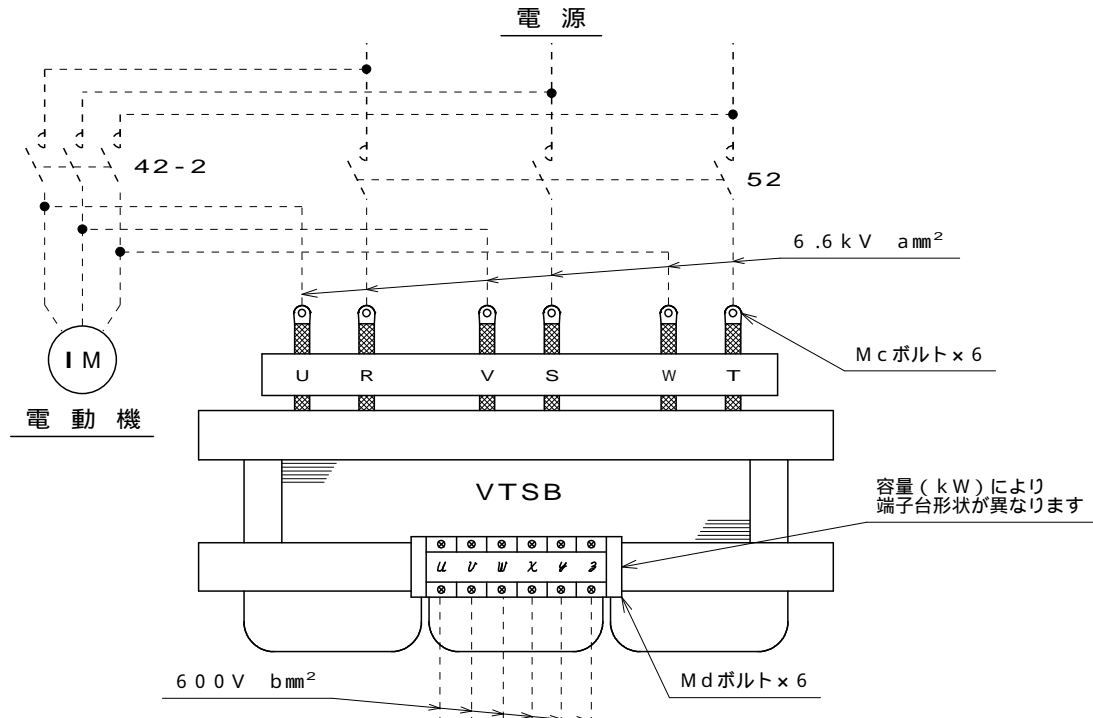 電源
42-2
52
6.6kV amm²
IM
電動機
U R V S W T
Mcボルト×6
VTSB
容量(kW)により
端子台形状が異なります
u v w x y z
Mdボルト×6
600V bmm²